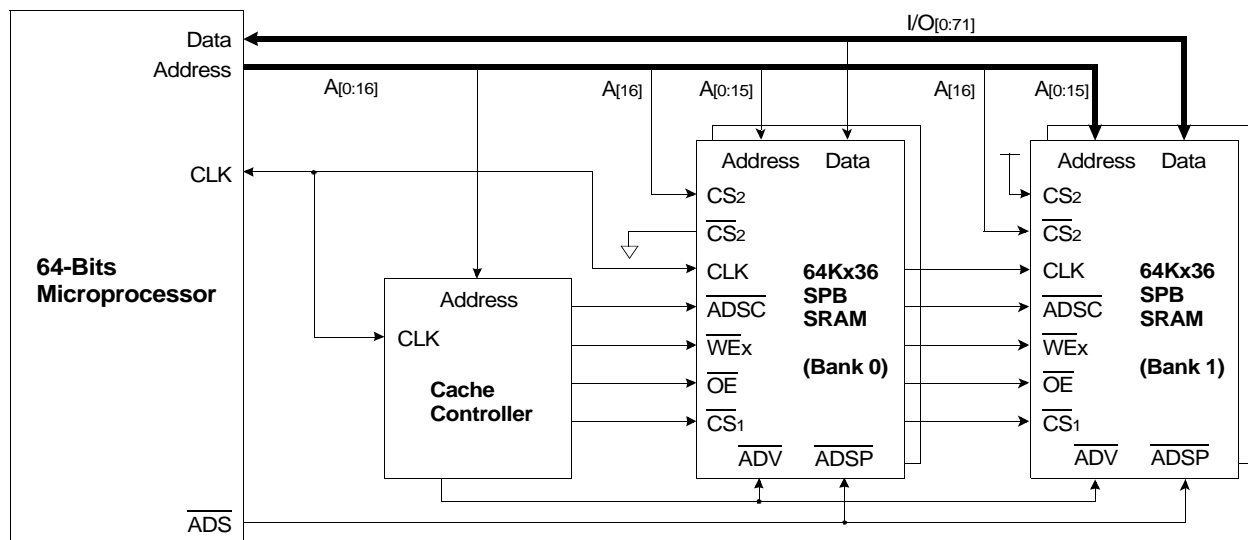 I/O[0:71]
Data
Address
A[0:16]
A[16]
A[0:15]
A[16]
A[0:15]
CLK
64-Bits
Microprocessor
ADS
Address
CLK
Cache
Controller
Address Data
CS2
CS2
CLK
ADSC
WEx
OE
CS1
ADV ADSP
64Kx36
SPB
SRAM
(Bank 0)
Address Data
CS2
CS2
CLK
ADSC
WEx
OE
CS1
ADV ADSP
64Kx36
SPB
SRAM
(Bank 1)